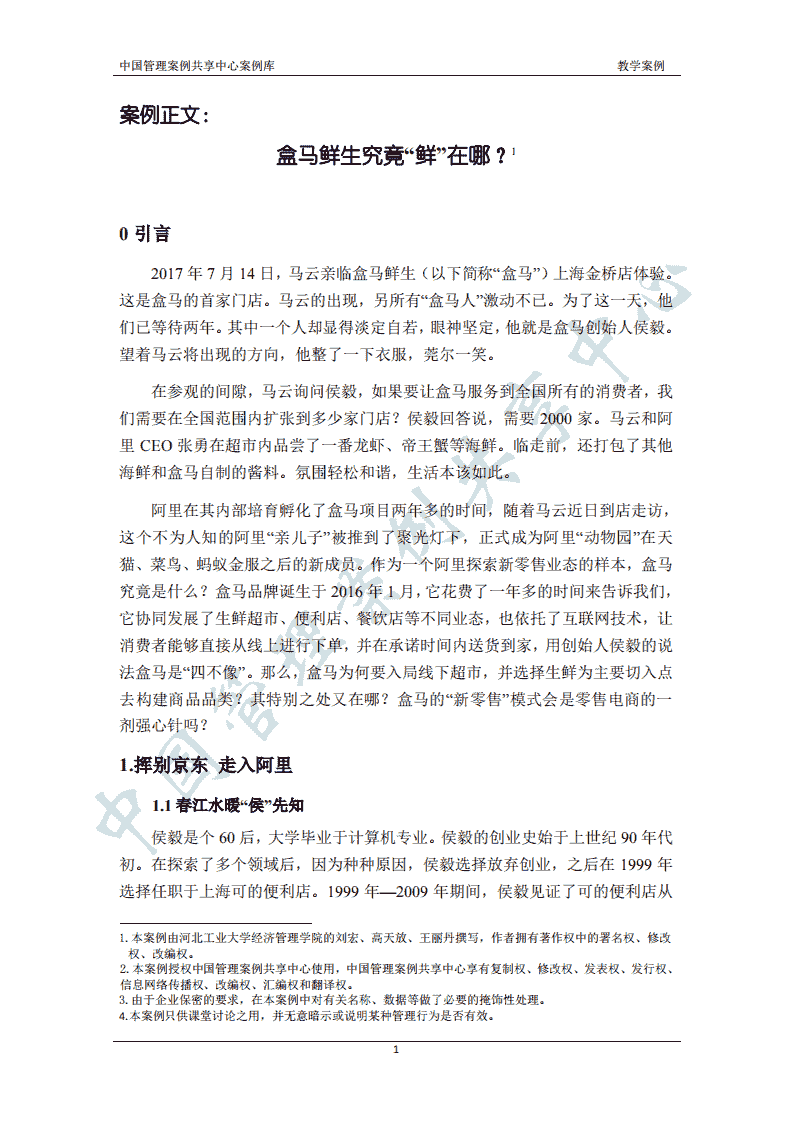 中国管理案例共享中心案例库 教学案例
案例正文：
盒马鲜生究竟“鲜”在哪？1
0 引言
2017 年 7 月 14 日，马云亲临盒马鲜生（以下简称“盒马”）上海金桥店体验。
这是盒马的首家门店。马云的出现，另所有“盒马人”激动不已。为了这一天，他
们已等待两年。其中一个人却显得淡定自若，眼神坚定，他就是盒马创始人侯毅。
望着马云将出现的方向，他整了一下衣服，莞尔一笑。
在参观的间隙，马云询问侯毅，如果要让盒马服务到全国所有的消费者，我
们需要在全国范围内扩张到多少家门店？侯毅回答说，需要 2000 家。马云和阿
里 CEO 张勇在超市内品尝了一番龙虾、帝王蟹等海鲜。临走前，还打包了其他
海鲜和盒马自制的酱料。氛围轻松和谐，生活本该如此。
阿里在其内部培育孵化了盒马项目两年多的时间，随着马云近日到店走访，
这个不为人知的阿里“亲儿子”被推到了聚光灯下，正式成为阿里“动物园”在天
猫、菜鸟、蚂蚁金服之后的新成员。作为一个阿里探索新零售业态的样本，盒马
究竟是什么？盒马品牌诞生于 2016 年 1 月，它花费了一年多的时间来告诉我们，
它协同发展了生鲜超市、便利店、餐饮店等不同业态，也依托了互联网技术，让
消费者能够直接从线上进行下单，并在承诺时间内送货到家，用创始人侯毅的说
法盒马是“四不像”。那么，盒马为何要入局线下超市，并选择生鲜为主要切入点
去构建商品品类？其特别之处又在哪？盒马的“新零售”模式会是零售电商的一
剂强心针吗？
1.挥别京东 走入阿里
1.1 春江水暖“侯”先知
侯毅是个 60 后，大学毕业于计算机专业。侯毅的创业史始于上世纪 90 年代
初。在探索了多个领域后，因为种种原因，侯毅选择放弃创业，之后在 1999 年
选择任职于上海可的便利店。1999 年—2009 年期间，侯毅见证了可的便利店从
1. 本案例由河北工业大学经济管理学院的刘宏、高天放、王丽丹撰写，作者拥有著作权中的署名权、修改
权、改编权。
2. 本案例授权中国管理案例共享中心使用，中国管理案例共享中心享有复制权、修改权、发表权、发行权、
信息网络传播权、改编权、汇编权和翻译权。
3. 由于企业保密的要求，在本案例中对有关名称、数据等做了必要的掩饰性处理。
4.本案例只供课堂讨论之用，并无意暗示或说明某种管理行为是否有效。
1
中国管理案例共享中心